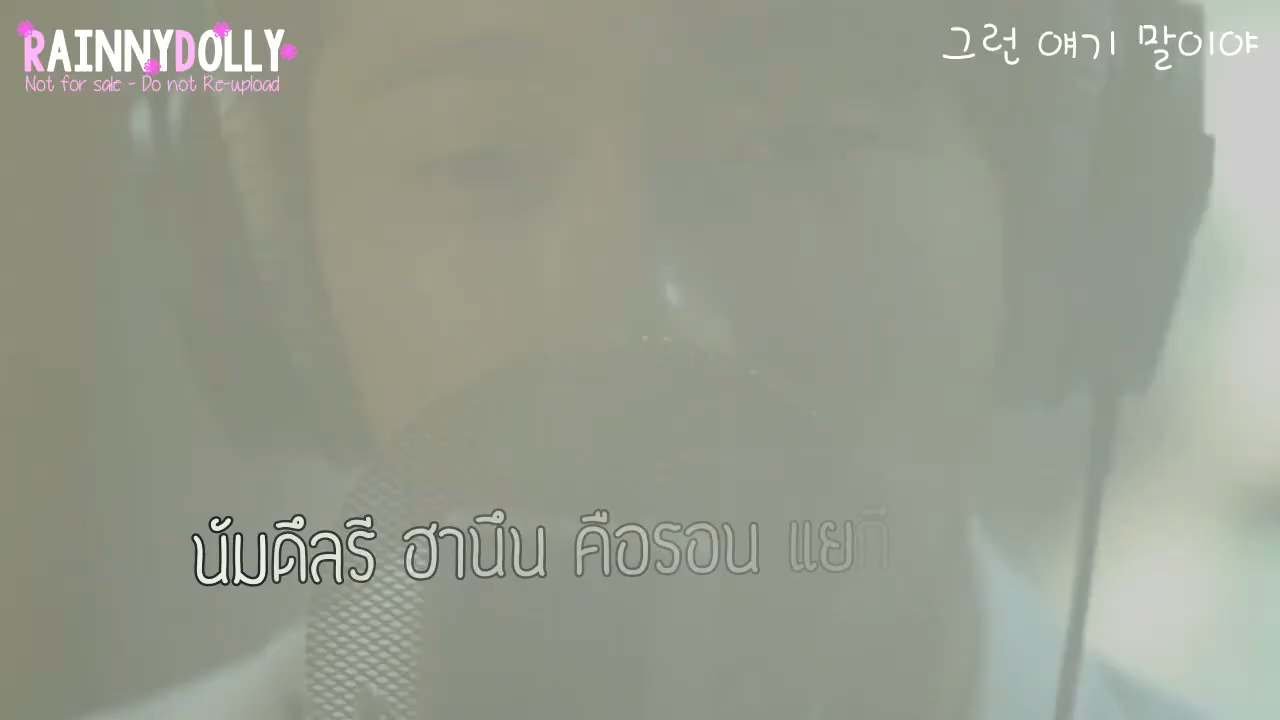 RAINNYDOLLY
Not for sale - Do not Re-upload
그런 얘기 말이야
นัมดึลรี ฮานึน คือรอน แยกี